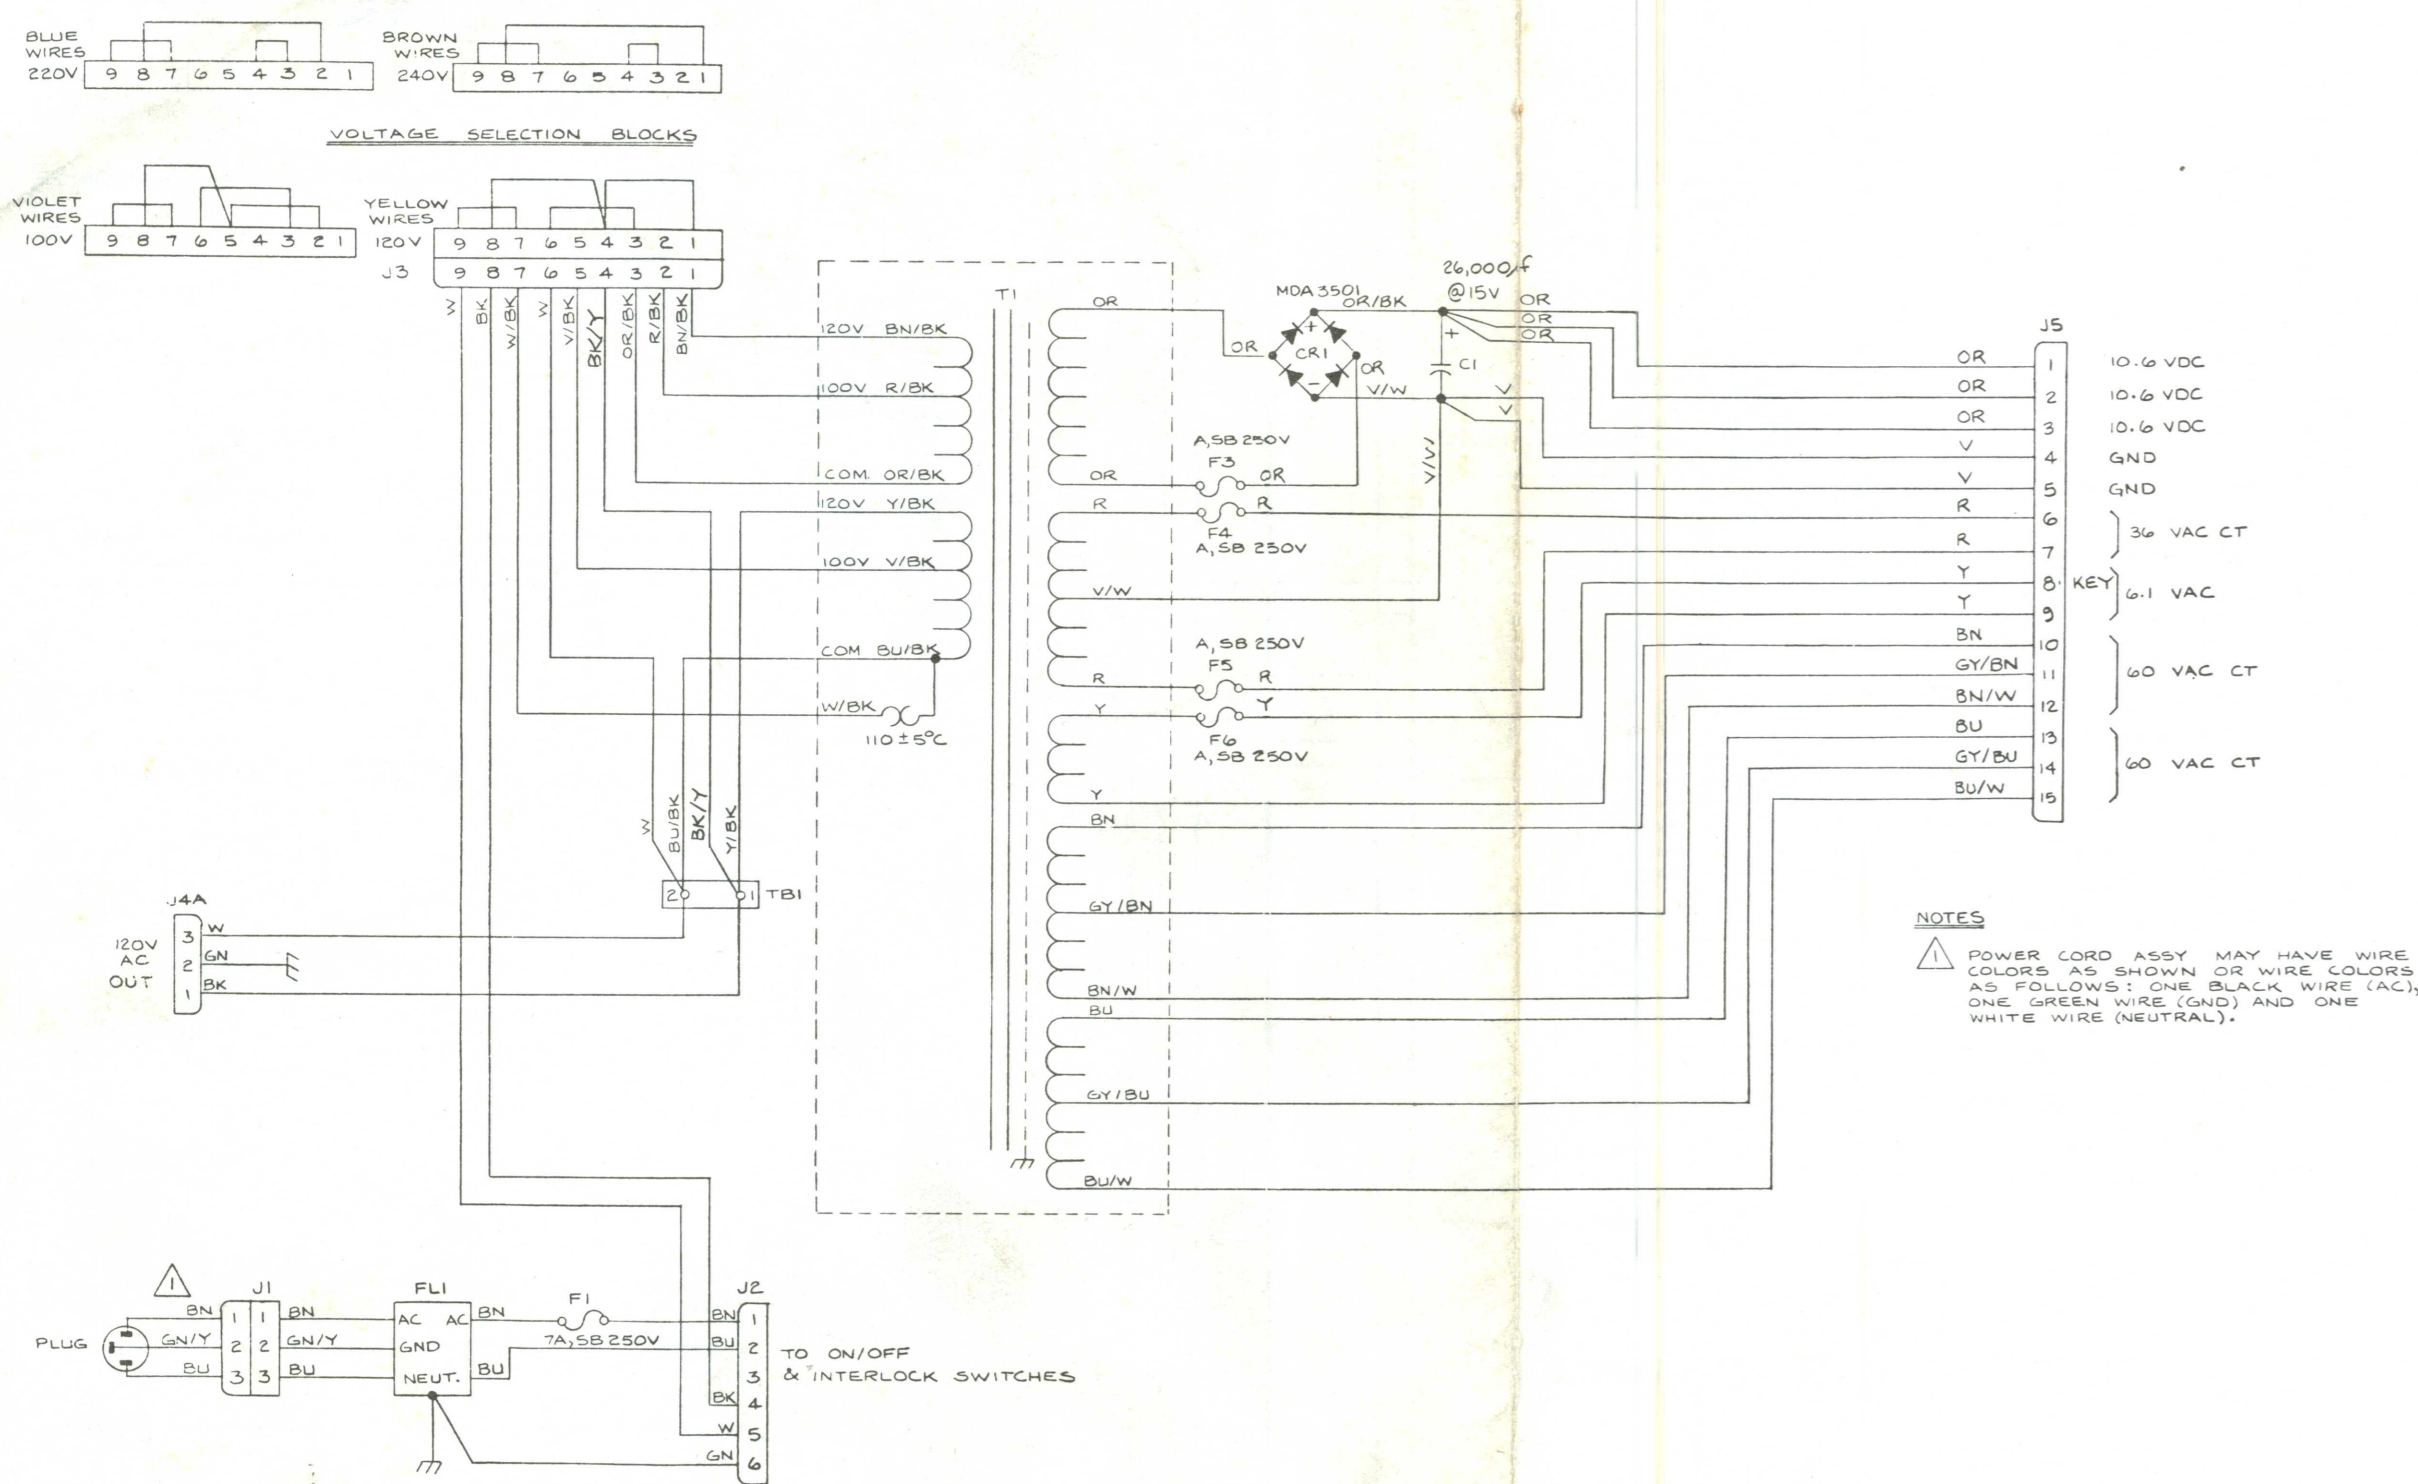 BLUE
WIRES
220V
9 8 7 6 5 4 3 2 1
BROWN
WIRES
240V
9 8 7 6 5 4 3 2 1
VOLTAGE SELECTION BLOCKS
VIOLET
WIRES
100V
9 8 7 6 5 4 3 2 1
YELLOW
WIRES
120V
9 8 7 6 5 4 3 2 1
J3
9 8 7 6 5 4 3 2 1
W
BK
W/BK
W
V/BK
BK/Y
OR/BK
R/BK
BN/BK
120V BN/BK
100V R/BK
COM. OR/BK
120V Y/BK
100V V/BK
COM BU/BK
W/BK
110±5°C
T1
OR
OR
R
V/W
R
Y
Y
BN
GY/BN
BN/W
BU
GY/BU
BU/W
MDA3501
OR/BK
OR
+
CR1
-
OR
V/W
26,000µf
@15V
+
C1
OR
OR
OR
V
V
V/W
A,SB 250V
F3
OR
R
F4
A,SB 250V
A,SB 250V
F5
R
Y
F6
A,SB 250V
J5
OR 1 10.6 VDC
OR 2 10.6 VDC
OR 3 10.6 VDC
V 4 GND
V 5 GND
R 6
36 VAC CT
R 7
Y 8 KEY
6.1 VAC
Y 9
BN 10
GY/BN 11
60 VAC CT
BN/W 12
BU 13
GY/BU 14
60 VAC CT
BU/W 15
W
BU/BK
BK/Y
Y/BK
2 1 TB1
J4A
120V
AC
OUT
3 W
2 GN
1 BK
NOTES
1 POWER CORD ASSY MAY HAVE WIRE
COLORS AS SHOWN OR WIRE COLORS
AS FOLLOWS: ONE BLACK WIRE (AC),
ONE GREEN WIRE (GND) AND ONE
WHITE WIRE (NEUTRAL).
1
PLUG
J1
BN 1 1 BN
GN/Y 2 2 GN/Y
BU 3 3 BU
FL1
AC AC BN
GND
NEUT. BU
F1
7A,SB 250V
J2
BN 1
BU 2
3
BK 4
W 5
GN 6
TO ON/OFF
& INTERLOCK SWITCHES